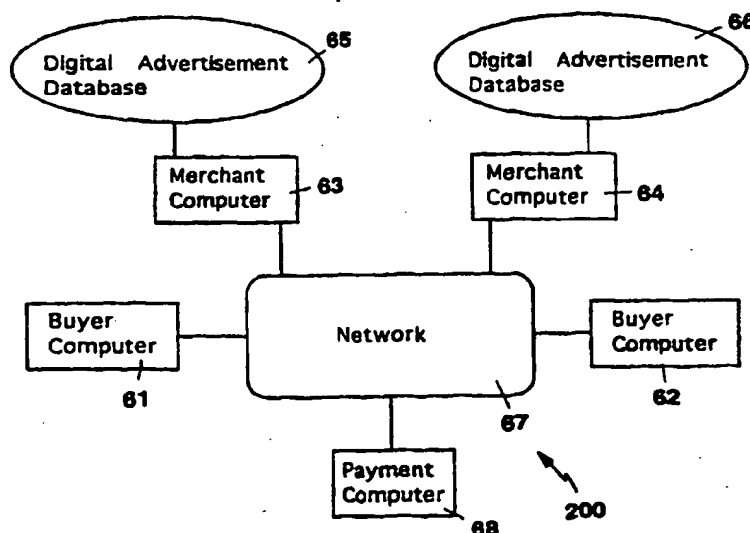 65
Digital Advertisement
Database
66
Digital Advertisement
Database
Merchant
Computer
63
Merchant
Computer
64
Buyer
Computer
61
Network
67
Buyer
Computer
62
Payment
Computer
68
200